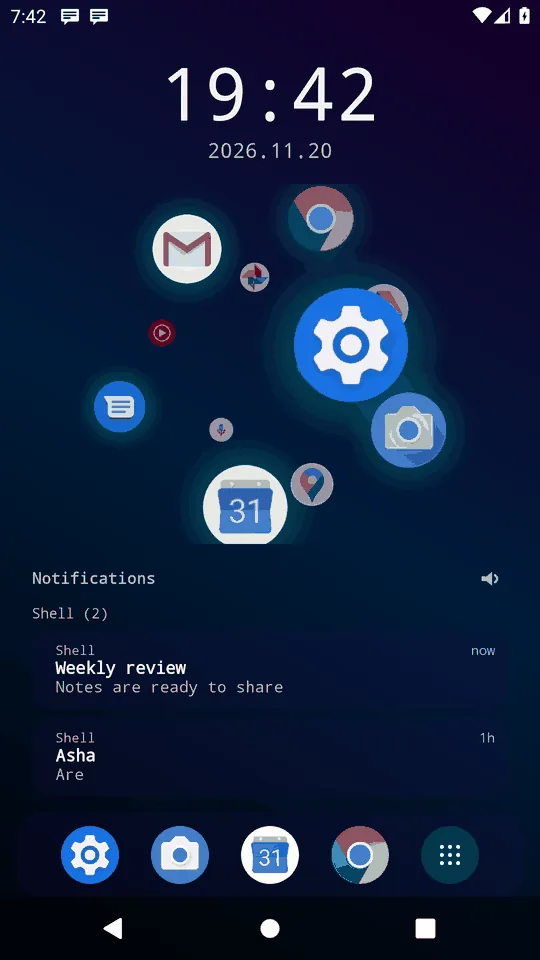 7:42
19:42
2026.11.20
31
Notifications
Shell (2)
Shell
now
Weekly review
Notes are ready to share
Shell
1h
Asha
Are
31